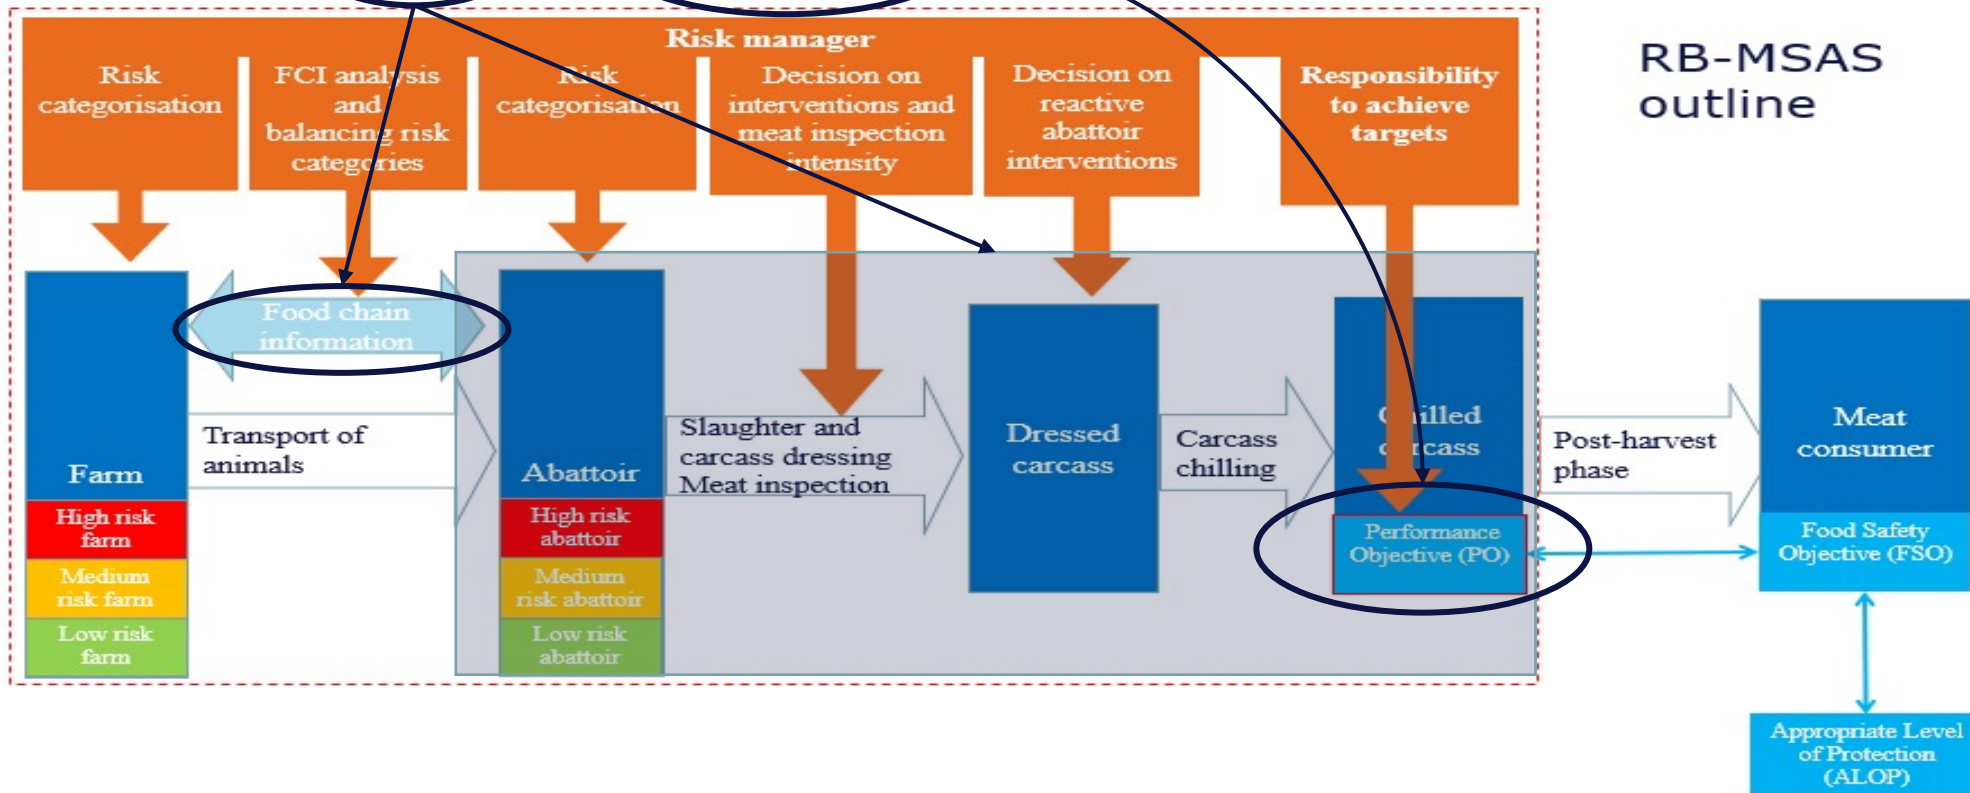 Risk manager
RB-MSAS
outline
Risk
categorisation
FCI analysis
and
balancing risk
categories
Risk
categorisation
Decision on
interventions and
meat inspection
intensity
Decision on
reactive
abattoir
interventions
Responsibility
to achieve
targets
Food chain
information
Farm
Transport of
animals
Abattoir
Slaughter and
carcass dressing
Meat inspection
Dressed
carcass
Carcass
chilling
Chilled
carcass
Post-harvest
phase
Meat
consumer
High risk
farm
Medium
risk farm
Low risk
farm
High risk
abattoir
Medium
risk abattoir
Low risk
abattoir
Performance
Objective (PO)
Food Safety
Objective (FSO)
Appropriate Level
of Protection
(ALOP)